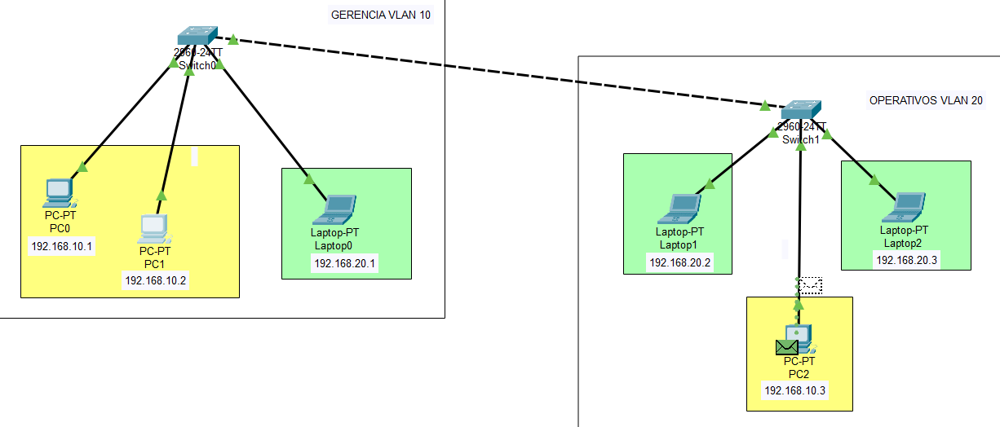 GERENCIA VLAN 10
2960-24TT
Switch0
PC-PT
PC0
192.168.10.1
PC-PT
PC1
192.168.10.2
Laptop-PT
Laptop0
192.168.20.1
OPERATIVOS VLAN 20
2960-24TT
Switch1
Laptop-PT
Laptop1
192.168.20.2
Laptop-PT
Laptop2
192.168.20.3
PC-PT
PC2
192.168.10.3